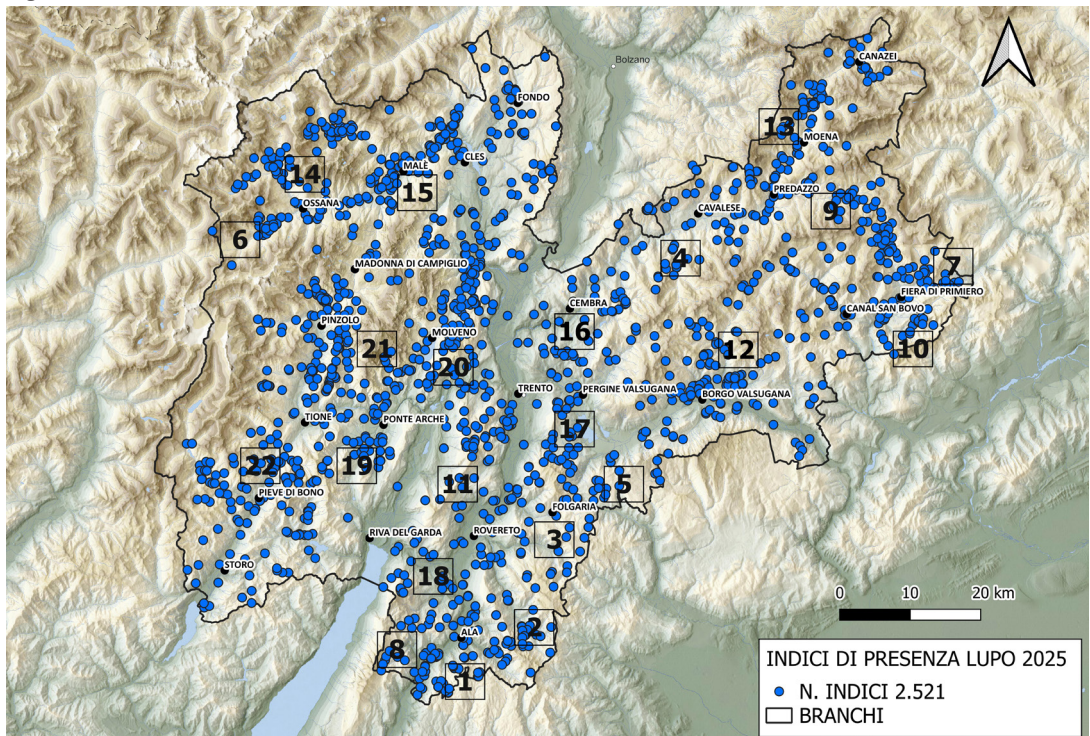 Bolzano
CANAZEI
FONDO
13
MOENA
CLES
MALÈ
14
15
PREDAZZO
OSSANA
CAVALESE
9
6
4
MADONNA DI CAMPIGLIO
7
FIERA DI PRIMIERO
CEMBRA
CANAL SAN BOVO
PINZOLO
16
MOLVENO
21
12
10
20
TRENTO
PERGINE VALSUGANA
BORGO VALSUGANA
TIONE
PONTE ARCHE
17
22
19
11
5
PIEVE DI BONO
FOLGARIA
RIVA DEL GARDA
ROVERETO
3
STORO
18
0 10 20 km
2
ALA
8
1
INDICI DI PRESENZA LUPO 2025
N. INDICI 2.521
BRANCHI